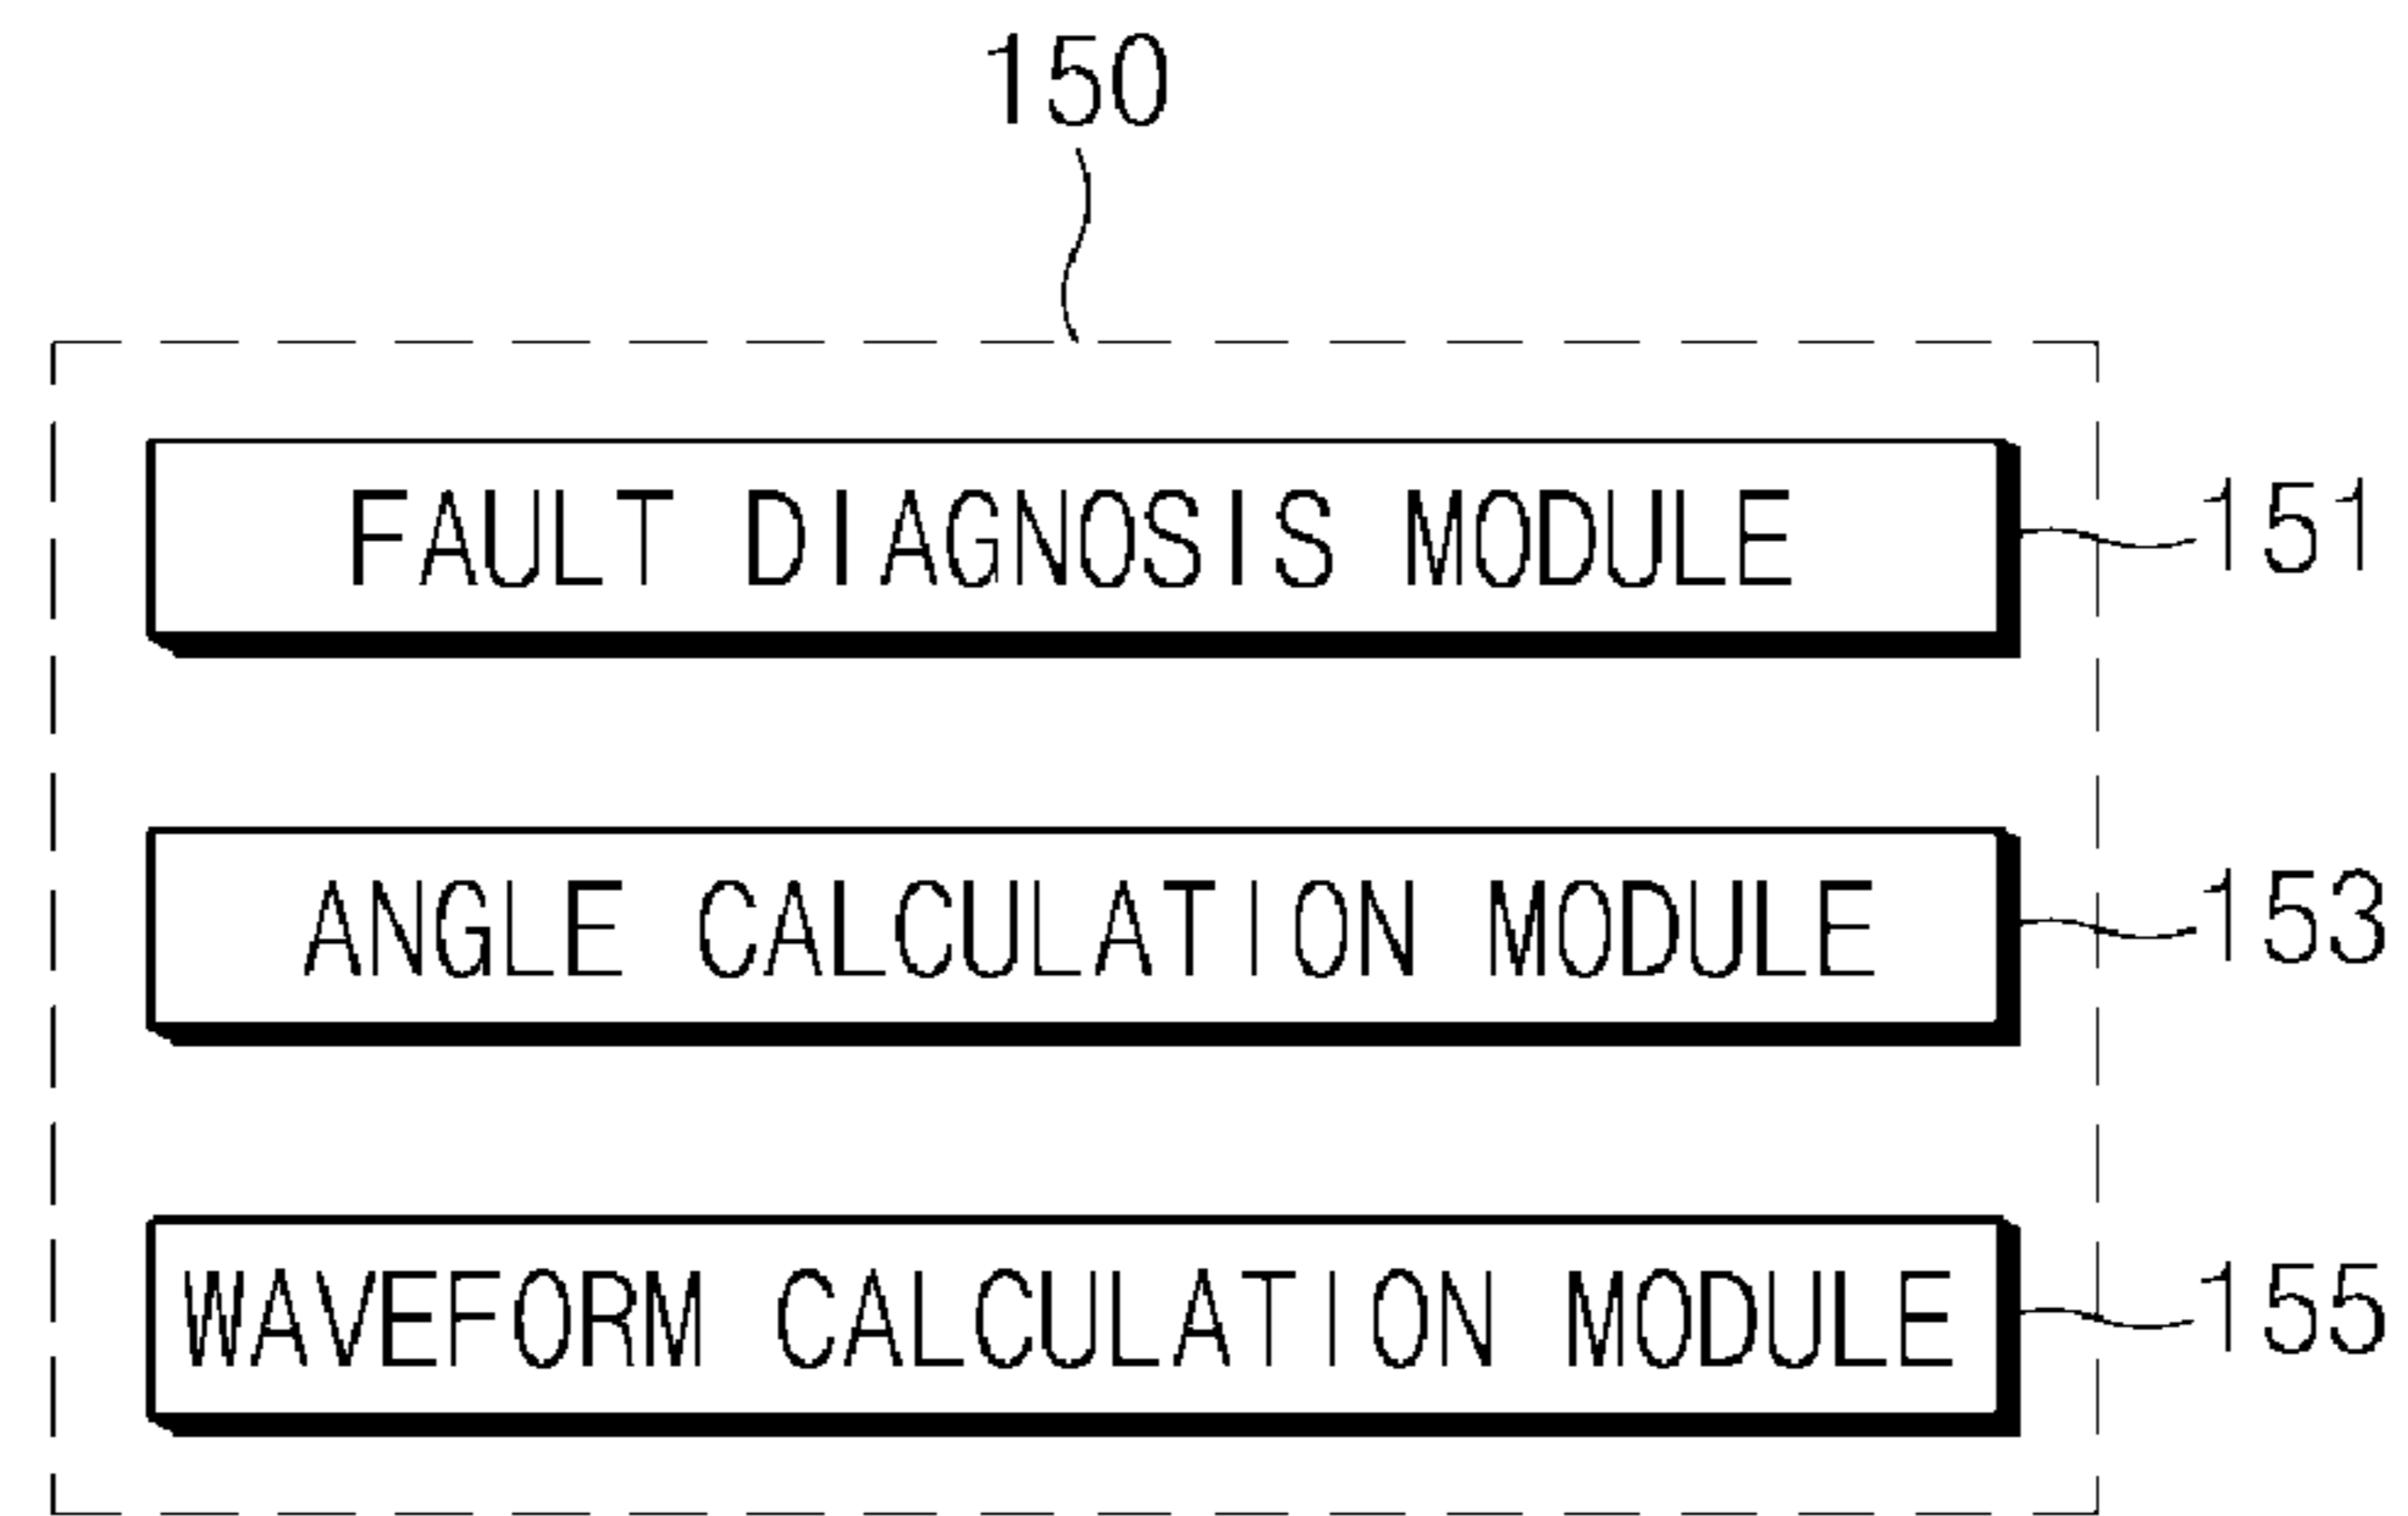 150
FAULT DIAGNOSIS MODULE 151
ANGLE CALCULATION MODULE 153
WAVEFORM CALCULATION MODULE 155